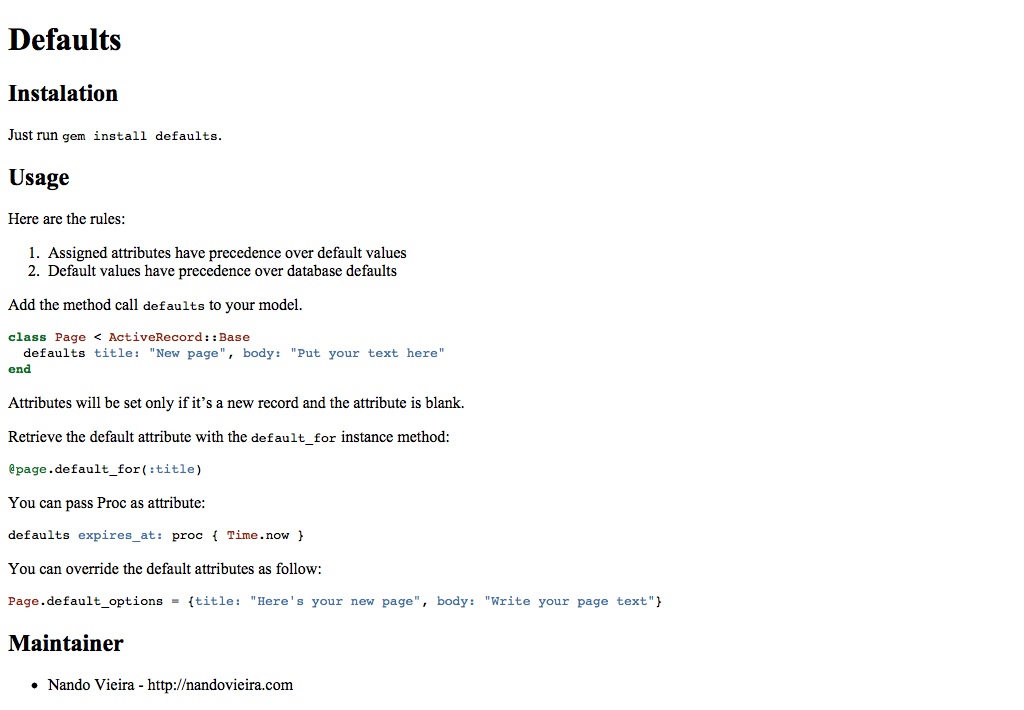 Defaults
Instalation
Just run gem install defaults.
Usage
Here are the rules:
1. Assigned attributes have precedence over default values
2. Default values have precedence over database defaults
Add the method call defaults to your model.
class Page < ActiveRecord::Base
  defaults title: "New page", body: "Put your text here"
end
Attributes will be set only if it’s a new record and the attribute is blank.
Retrieve the default attribute with the default_for instance method:
@page.default_for(:title)
You can pass Proc as attribute:
defaults expires_at: proc { Time.now }
You can override the default attributes as follow:
Page.default_options = {title: "Here's your new page", body: "Write your page text"}
Maintainer
• Nando Vieira - http://nandovieira.com